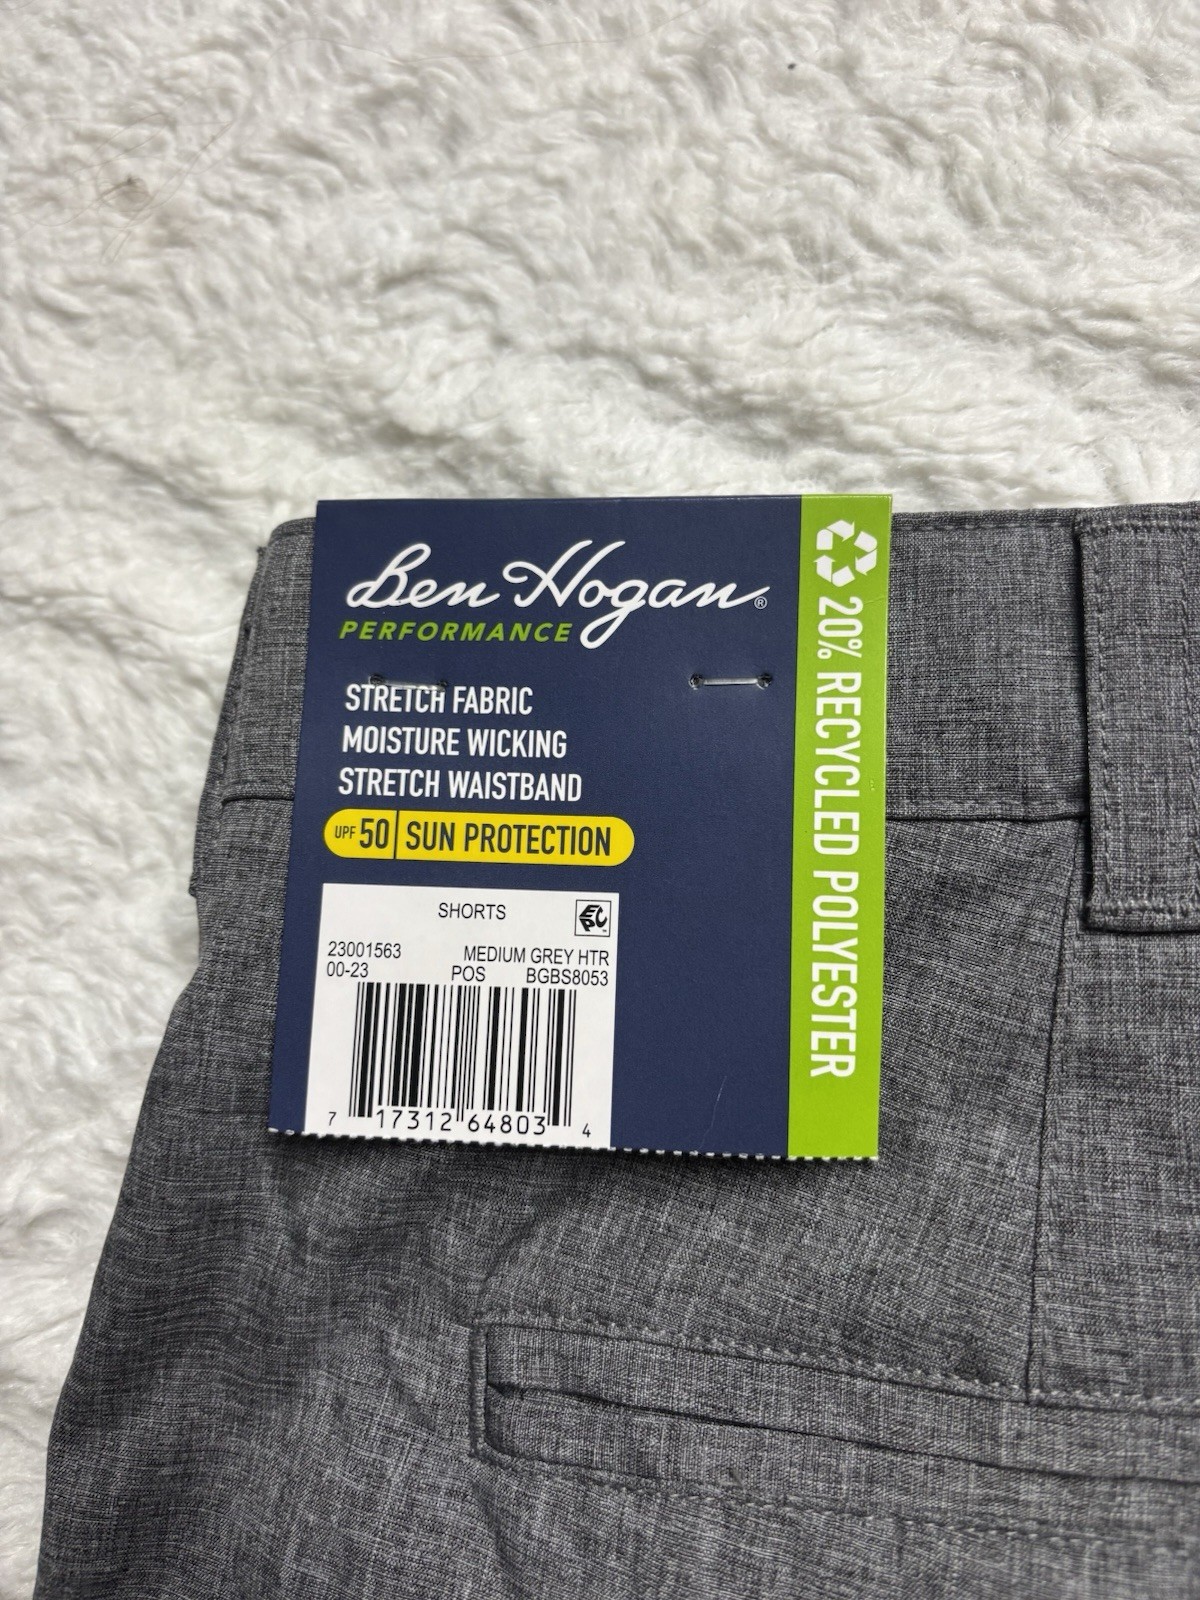 Ben Hogan®
PERFORMANCE
STRETCH FABRIC
MOISTURE WICKING
STRETCH WAISTBAND
UPF 50 SUN PROTECTION
SHORTS
EPC
23001563 MEDIUM GREY HTR
00-23 POS BGBS8053
7 17312 64803 4
20% RECYCLED POLYESTER